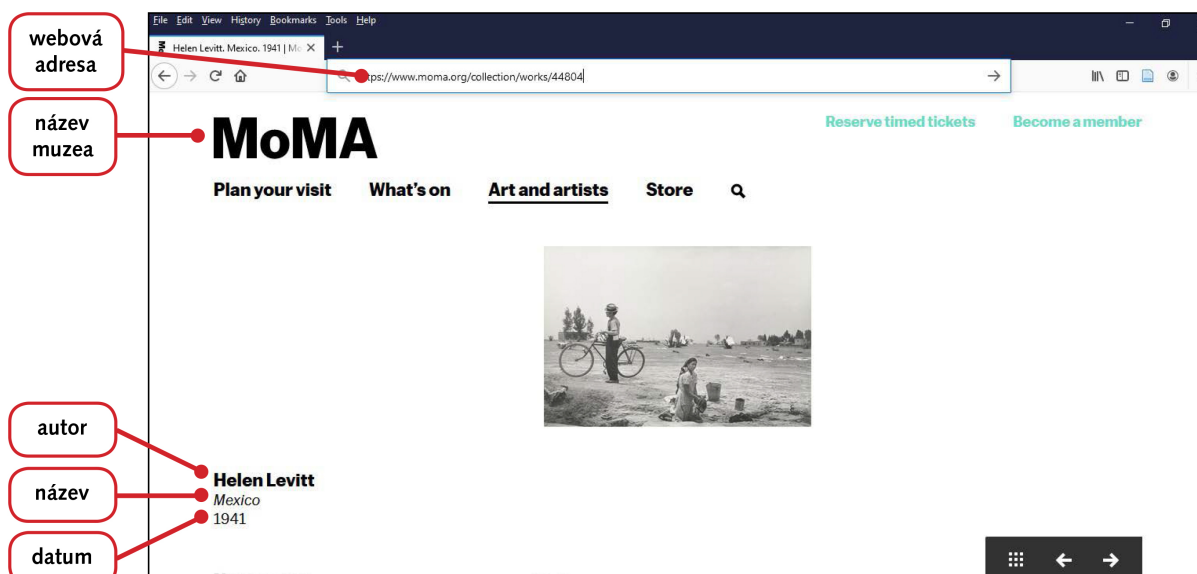 File Edit View History Bookmarks Tools Help
Helen Levitt. Mexico. 1941 | Mo
webová
adresa
tps://www.moma.org/collection/works/44804
název
muzea
MoMA
Reserve timed tickets Become a member
Plan your visit What's on Art and artists Store
autor
název
datum
Helen Levitt
Mexico
1941